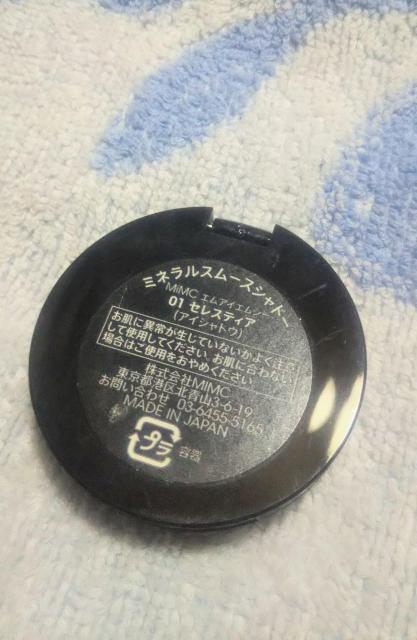 ミネラルスムースシャドー
MiMC エムアイエムシー
01 セレスティア
(アイシャドウ)
お肌に異常が生じていないかよく注意
して使用してください。お肌に合わない
場合はご使用をおやめください
株式会社MIMC
東京都港区北青山3-6-19
お問い合わせ 03-6455-5165
MADE IN JAPAN
プラ 容器